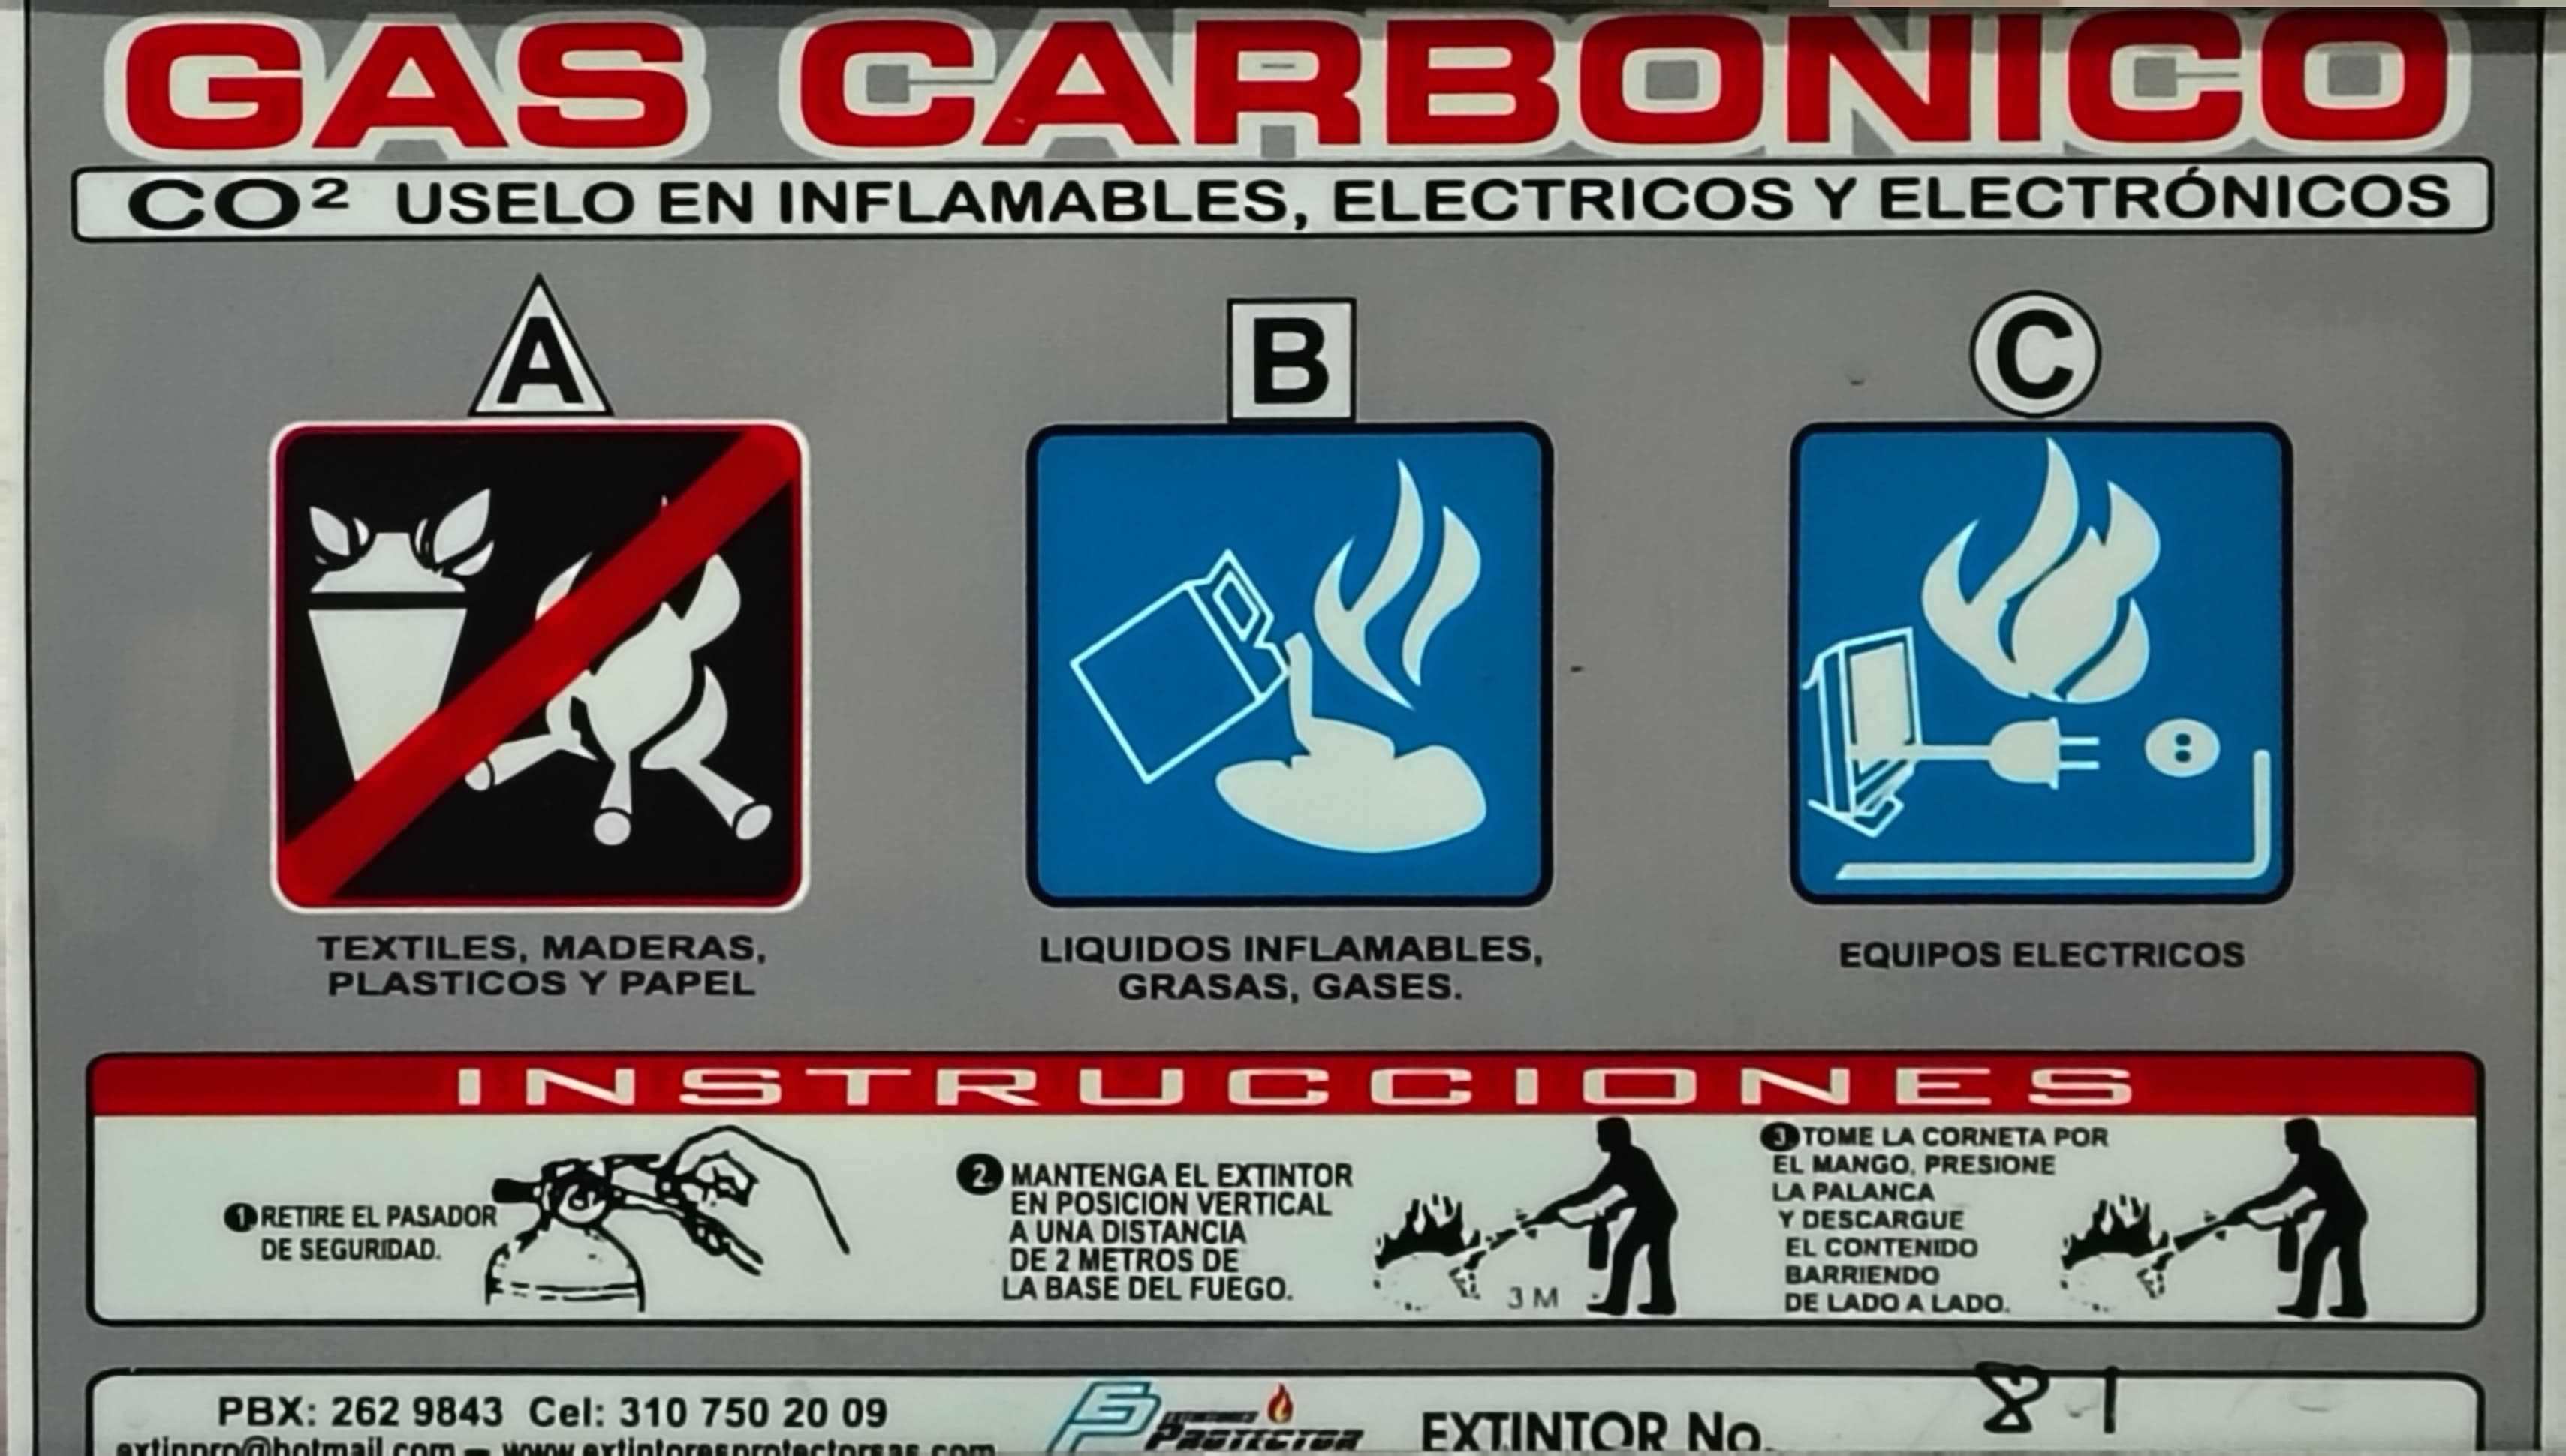 GAS CARBONICO
CO² USELO EN INFLAMABLES, ELECTRICOS Y ELECTRÓNICOS
A
B
C
TEXTILES, MADERAS,
PLASTICOS Y PAPEL
LIQUIDOS INFLAMABLES,
GRASAS, GASES.
EQUIPOS ELECTRICOS
INSTRUCCIONES
1 RETIRE EL PASADOR
DE SEGURIDAD.
2 MANTENGA EL EXTINTOR
EN POSICION VERTICAL
A UNA DISTANCIA
DE 2 METROS DE
LA BASE DEL FUEGO.
3 M
3 TOME LA CORNETA POR
EL MANGO, PRESIONE
LA PALANCA
Y DESCARGUE
EL CONTENIDO
BARRIENDO
DE LADO A LADO.
PBX: 262 9843 Cel: 310 750 20 09
extinpro@hotmail.com – www.extintoresprotectorsas.com
EXTINTORES
PROTECTOR
EXTINTOR No. 81